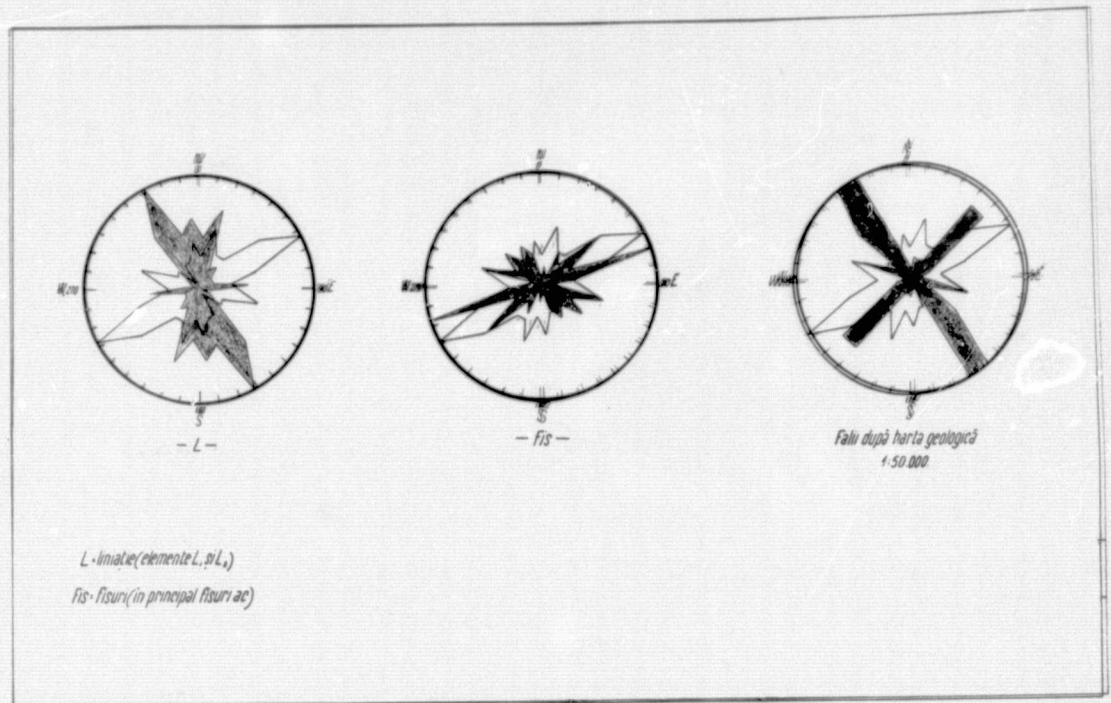 N
W
E
S
— L —
N
W
E
S
— Fis —
S
Falii după harta geologică
1:50.000
L = liniație (elemente L₁ și L₂)
Fis = fisuri (în principal fisuri ac)